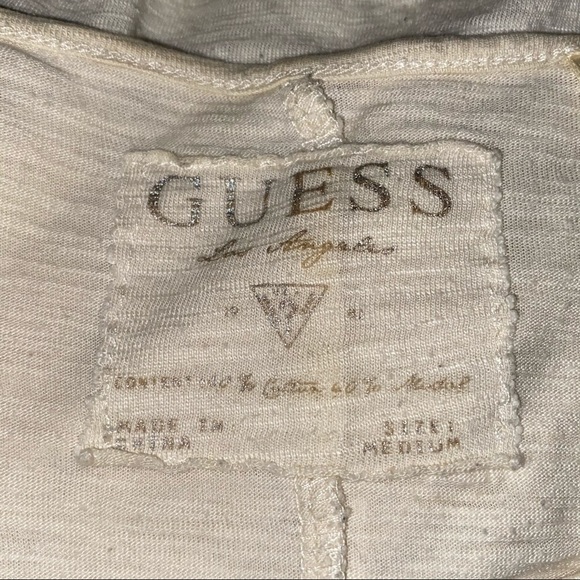 GUESS
Los Angeles
19 81
CONTENT: 40% Cotton 60% Modal
MADE IN SIZE:
CHINA MEDIUM